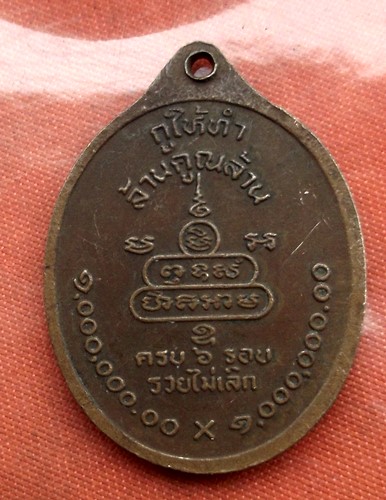 กูให้ทำ
ล้านคูณล้าน
ครบ ๖ รอบ
รวยไม่เลิก
๑,๐๐๐,๐๐๐.๐๐ × ๑,๐๐๐,๐๐๐.๐๐